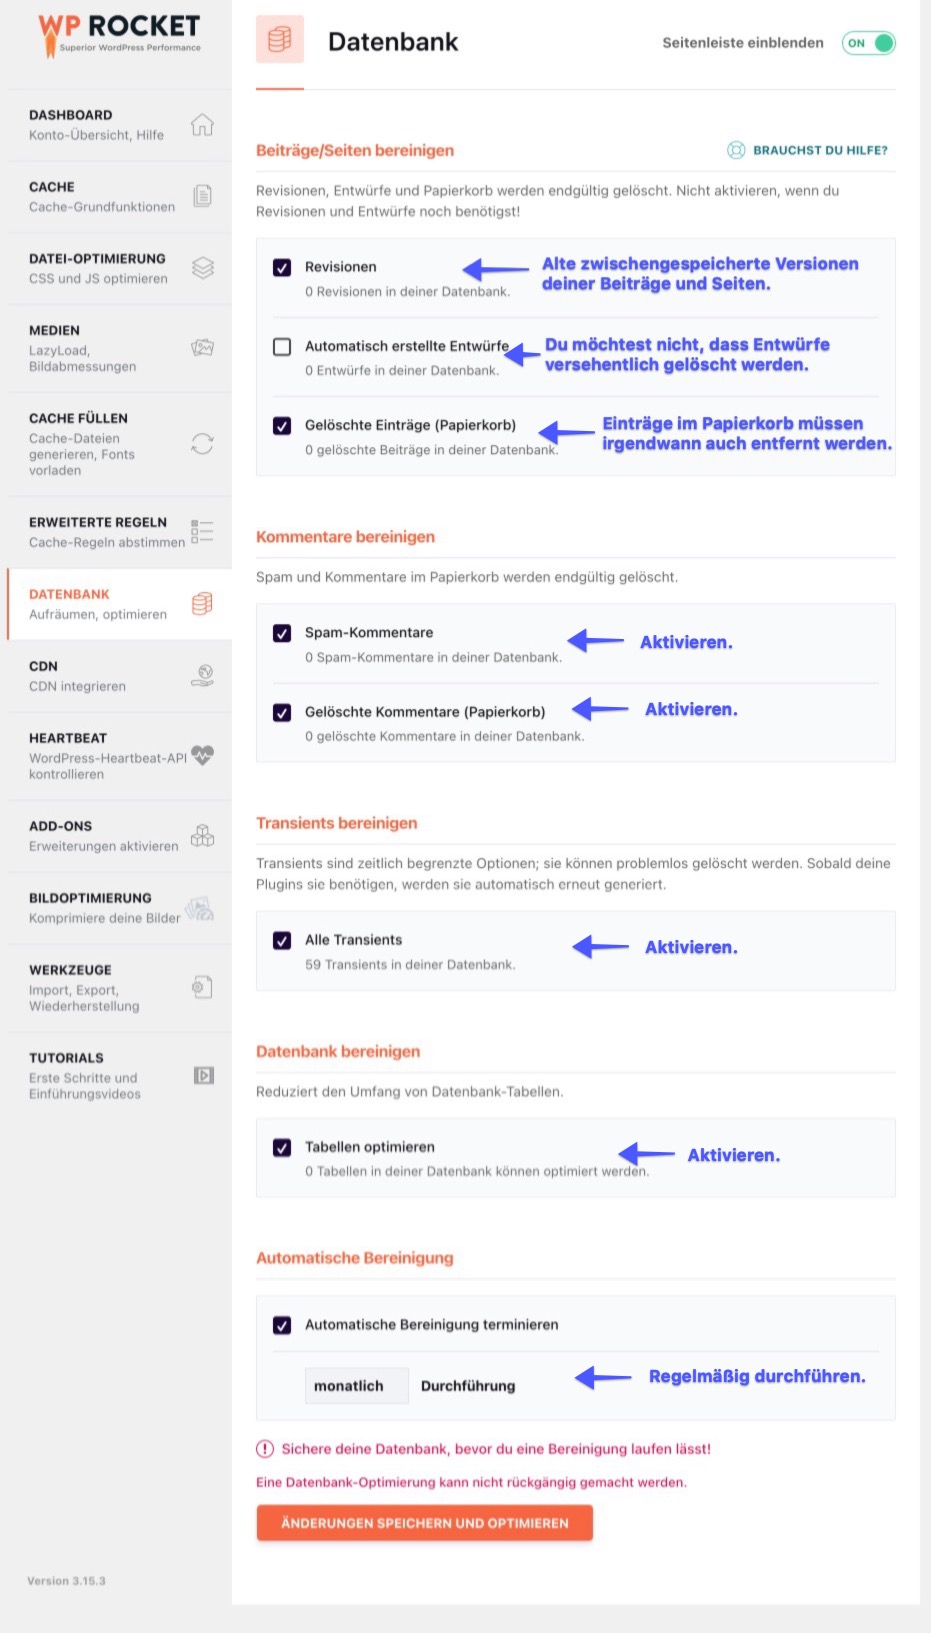 WP ROCKET
Superior WordPress Performance
DASHBOARD
Konto-Übersicht, Hilfe
CACHE
Cache-Grundfunktionen
DATEI-OPTIMIERUNG
CSS und JS optimieren
MEDIEN
LazyLoad,
Bildabmessungen
CACHE FÜLLEN
Cache-Dateien
generieren, Fonts
vorladen
ERWEITERTE REGELN
Cache-Regeln abstimmen
DATENBANK
Aufräumen, optimieren
CDN
CDN integrieren
HEARTBEAT
WordPress-Heartbeat-API
kontrollieren
ADD-ONS
Erweiterungen aktivieren
BILDOPTIMIERUNG
Komprimiere deine Bilder
WERKZEUGE
Import, Export,
Wiederherstellung
TUTORIALS
Erste Schritte und
Einführungsvideos
Version 3.15.3
Datenbank
Seitenleiste einblenden
ON
Beiträge/Seiten bereinigen
BRAUCHST DU HILFE?
Revisionen, Entwürfe und Papierkorb werden endgültig gelöscht. Nicht aktivieren, wenn du
Revisionen und Entwürfe noch benötigst!
Revisionen
0 Revisionen in deiner Datenbank.
Alte zwischengespeicherte Versionen
deiner Beiträge und Seiten.
Automatisch erstellte Entwürfe
0 Entwürfe in deiner Datenbank.
Du möchtest nicht, dass Entwürfe
versehentlich gelöscht werden.
Gelöschte Einträge (Papierkorb)
0 gelöschte Beiträge in deiner Datenbank.
Einträge im Papierkorb müssen
irgendwann auch entfernt werden.
Kommentare bereinigen
Spam und Kommentare im Papierkorb werden endgültig gelöscht.
Spam-Kommentare
0 Spam-Kommentare in deiner Datenbank.
Aktivieren.
Gelöschte Kommentare (Papierkorb)
0 gelöschte Kommentare in deiner Datenbank.
Aktivieren.
Transients bereinigen
Transients sind zeitlich begrenzte Optionen; sie können problemlos gelöscht werden. Sobald deine
Plugins sie benötigen, werden sie automatisch erneut generiert.
Alle Transients
59 Transients in deiner Datenbank.
Aktivieren.
Datenbank bereinigen
Reduziert den Umfang von Datenbank-Tabellen.
Tabellen optimieren
0 Tabellen in deiner Datenbank können optimiert werden.
Aktivieren.
Automatische Bereinigung
Automatische Bereinigung terminieren
monatlich Durchführung
Regelmäßig durchführen.
Sichere deine Datenbank, bevor du eine Bereinigung laufen lässt!
Eine Datenbank-Optimierung kann nicht rückgängig gemacht werden.
ÄNDERUNGEN SPEICHERN UND OPTIMIEREN